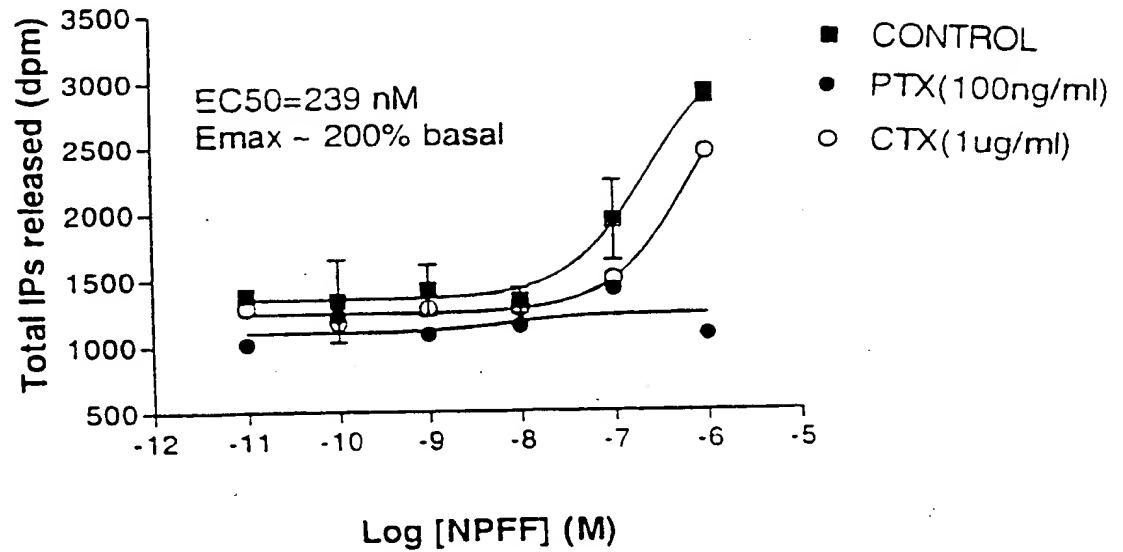 3500
3000
2500
2000
1500
1000
500
Total IPs released (dpm)
EC50=239 nM
Emax ~ 200% basal
CONTROL
PTX(100ng/ml)
CTX(1ug/ml)
-12 -11 -10 -9 -8 -7 -6 -5
Log [NPFF] (M)